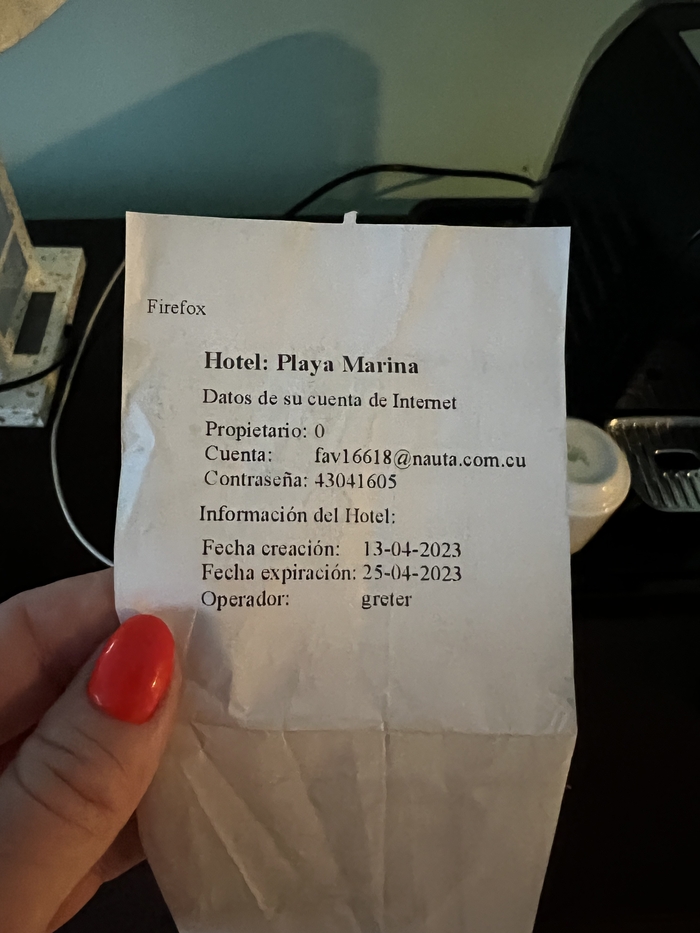 Firefox
Hotel: Playa Marina
Datos de su cuenta de Internet
Propietario: 0
Cuenta: fav16618@nauta.com.cu
Contraseña: 43041605
Información del Hotel:
Fecha creación: 13-04-2023
Fecha expiración: 25-04-2023
Operador: greter